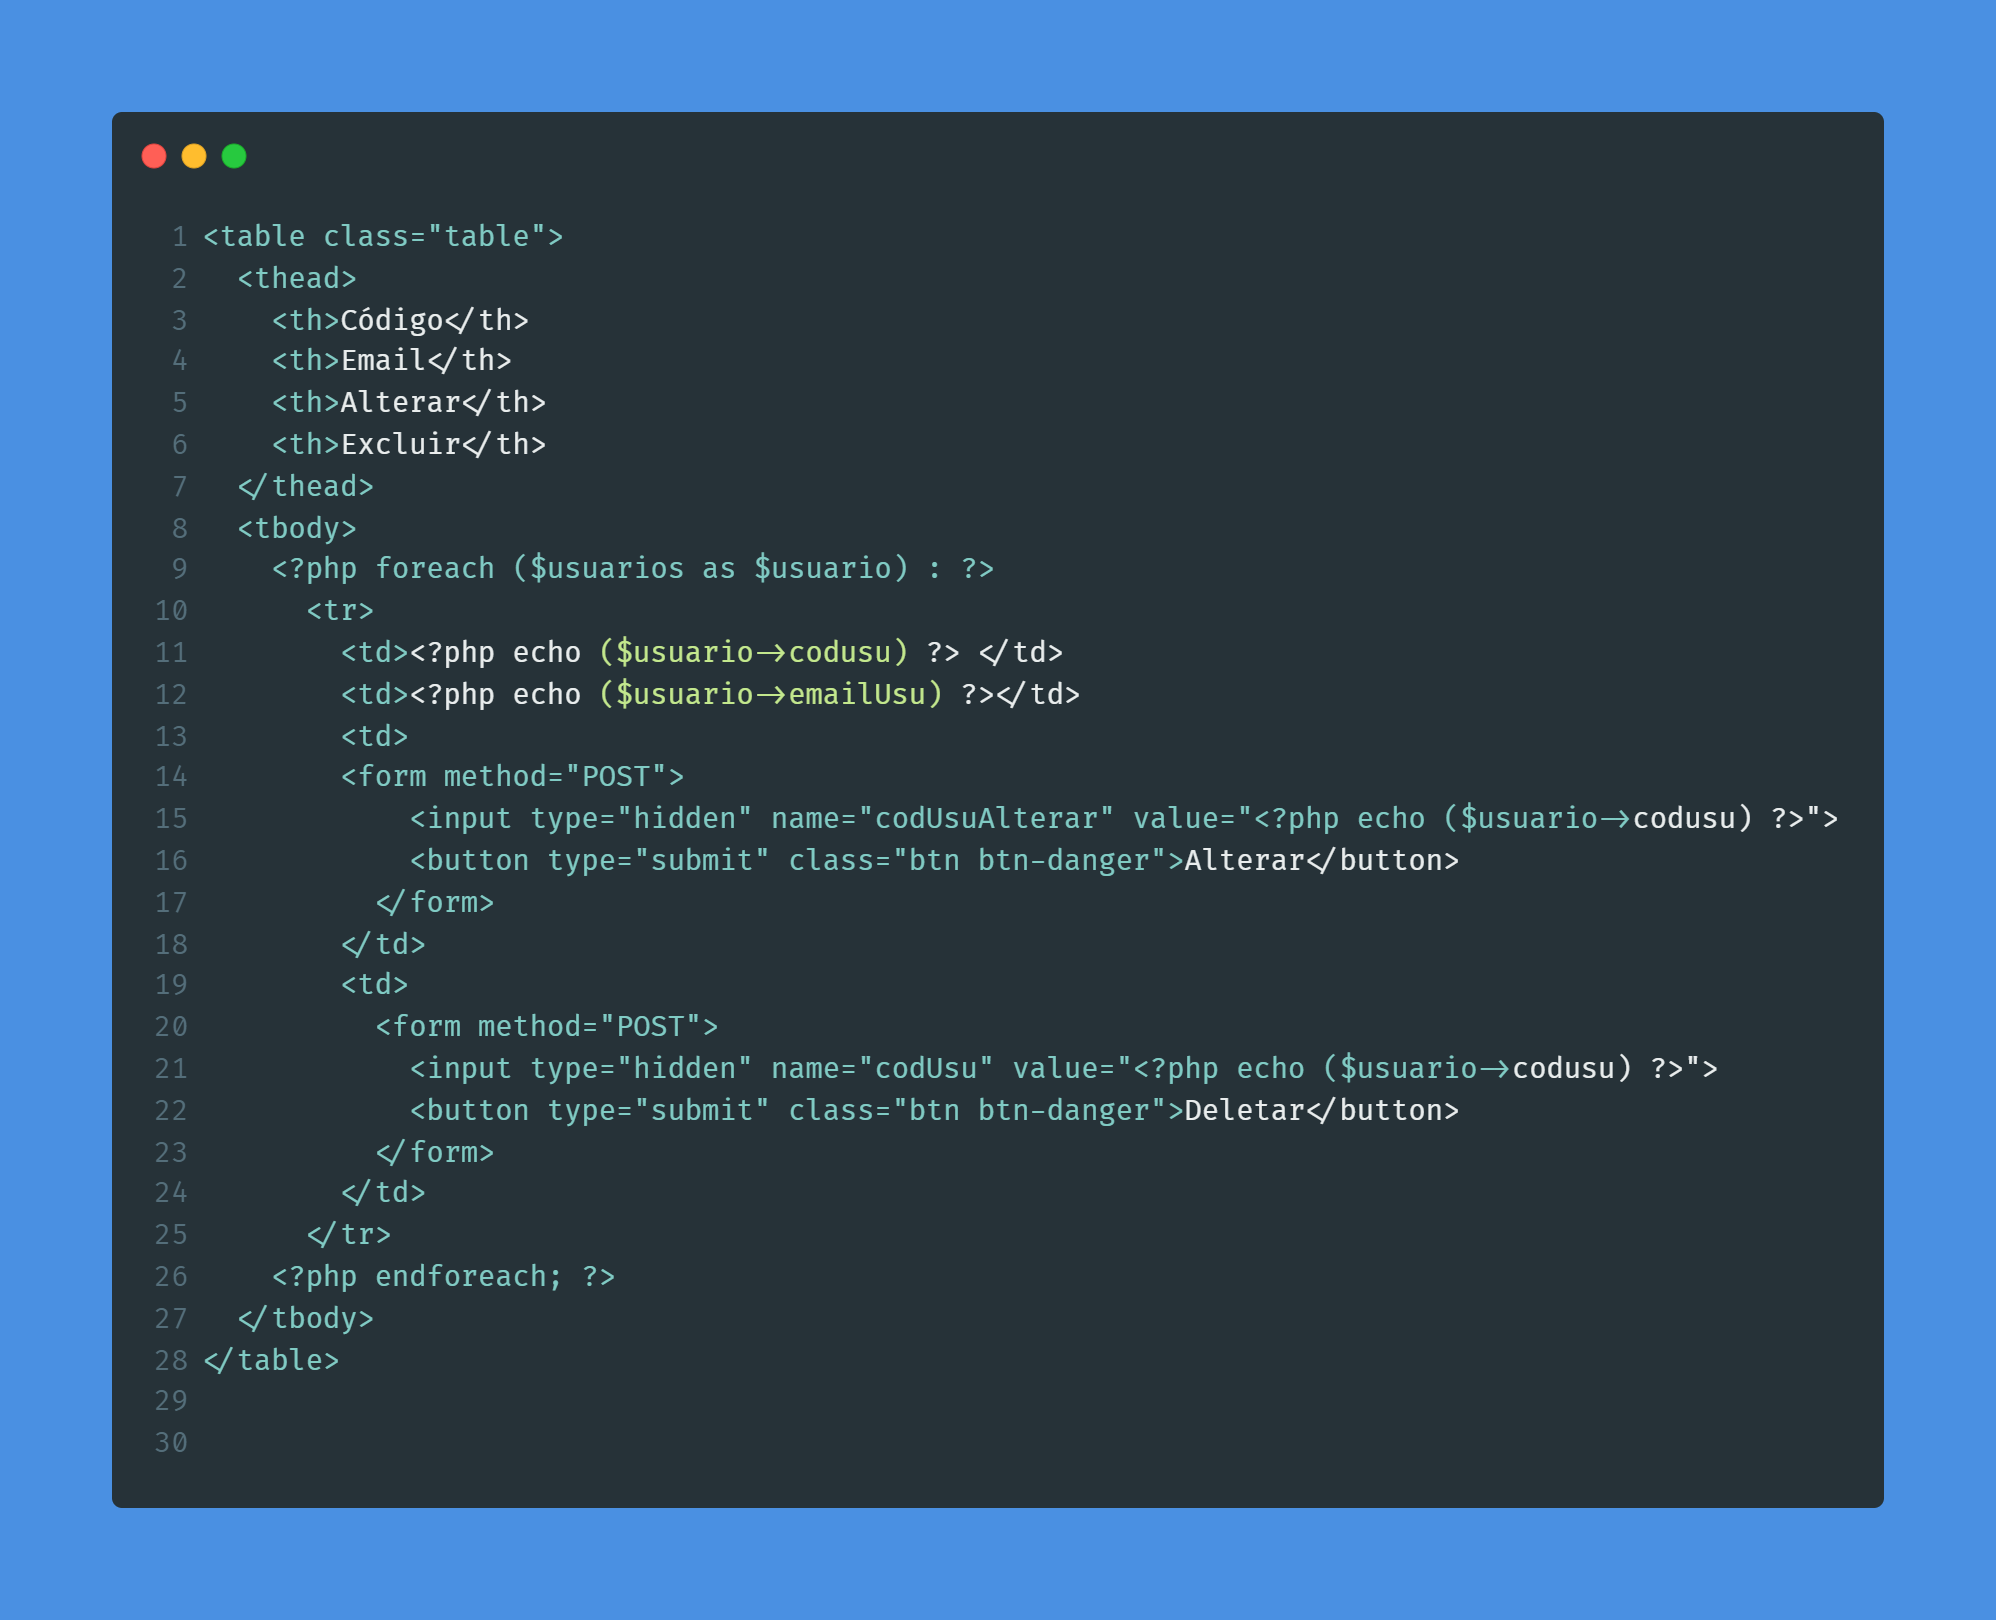 1 <table class="table">
2   <thead>
3     <th>Código</th>
4     <th>Email</th>
5     <th>Alterar</th>
6     <th>Excluir</th>
7   </thead>
8   <tbody>
9     <?php foreach ($usuarios as $usuario) : ?>
10       <tr>
11         <td><?php echo ($usuario->codusu) ?> </td>
12         <td><?php echo ($usuario->emailUsu) ?></td>
13         <td>
14         <form method="POST">
15             <input type="hidden" name="codUsuAlterar" value="<?php echo ($usuario->codusu) ?>">
16             <button type="submit" class="btn btn-danger">Alterar</button>
17           </form>
18         </td>
19         <td>
20           <form method="POST">
21             <input type="hidden" name="codUsu" value="<?php echo ($usuario->codusu) ?>">
22             <button type="submit" class="btn btn-danger">Deletar</button>
23           </form>
24         </td>
25       </tr>
26     <?php endforeach; ?>
27   </tbody>
28 </table>
29
30